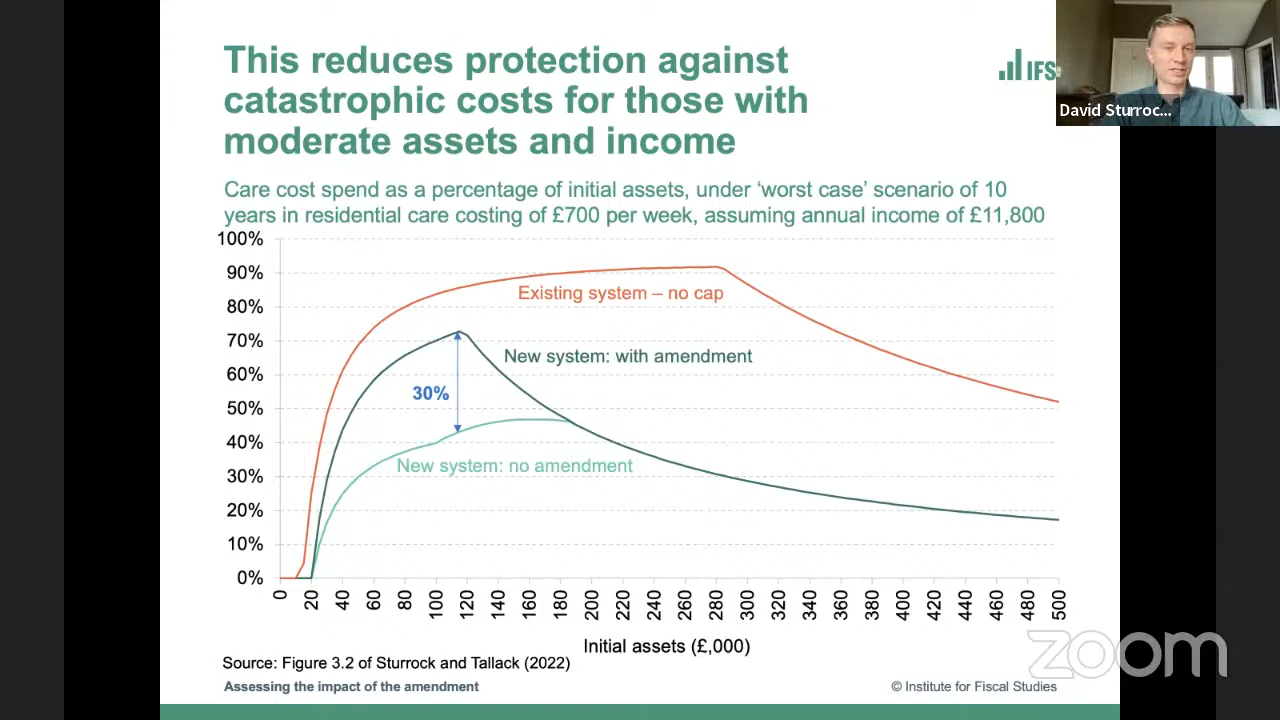 This reduces protection against
catastrophic costs for those with
moderate assets and income
IFS
David Sturroc...
Care cost spend as a percentage of initial assets, under ‘worst case’ scenario of 10
years in residential care costing of £700 per week, assuming annual income of £11,800
100%
90%
80%
70%
60%
50%
40%
30%
20%
10%
0%
Existing system – no cap
New system: with amendment
30%
New system: no amendment
0 20 40 60 80 100 120 140 160 180 200 220 240 260 280 300 320 340 360 380 400 420 440 460 480 500
Initial assets (£,000)
Source: Figure 3.2 of Sturrock and Tallack (2022)
Assessing the impact of the amendment
© Institute for Fiscal Studies
zoom